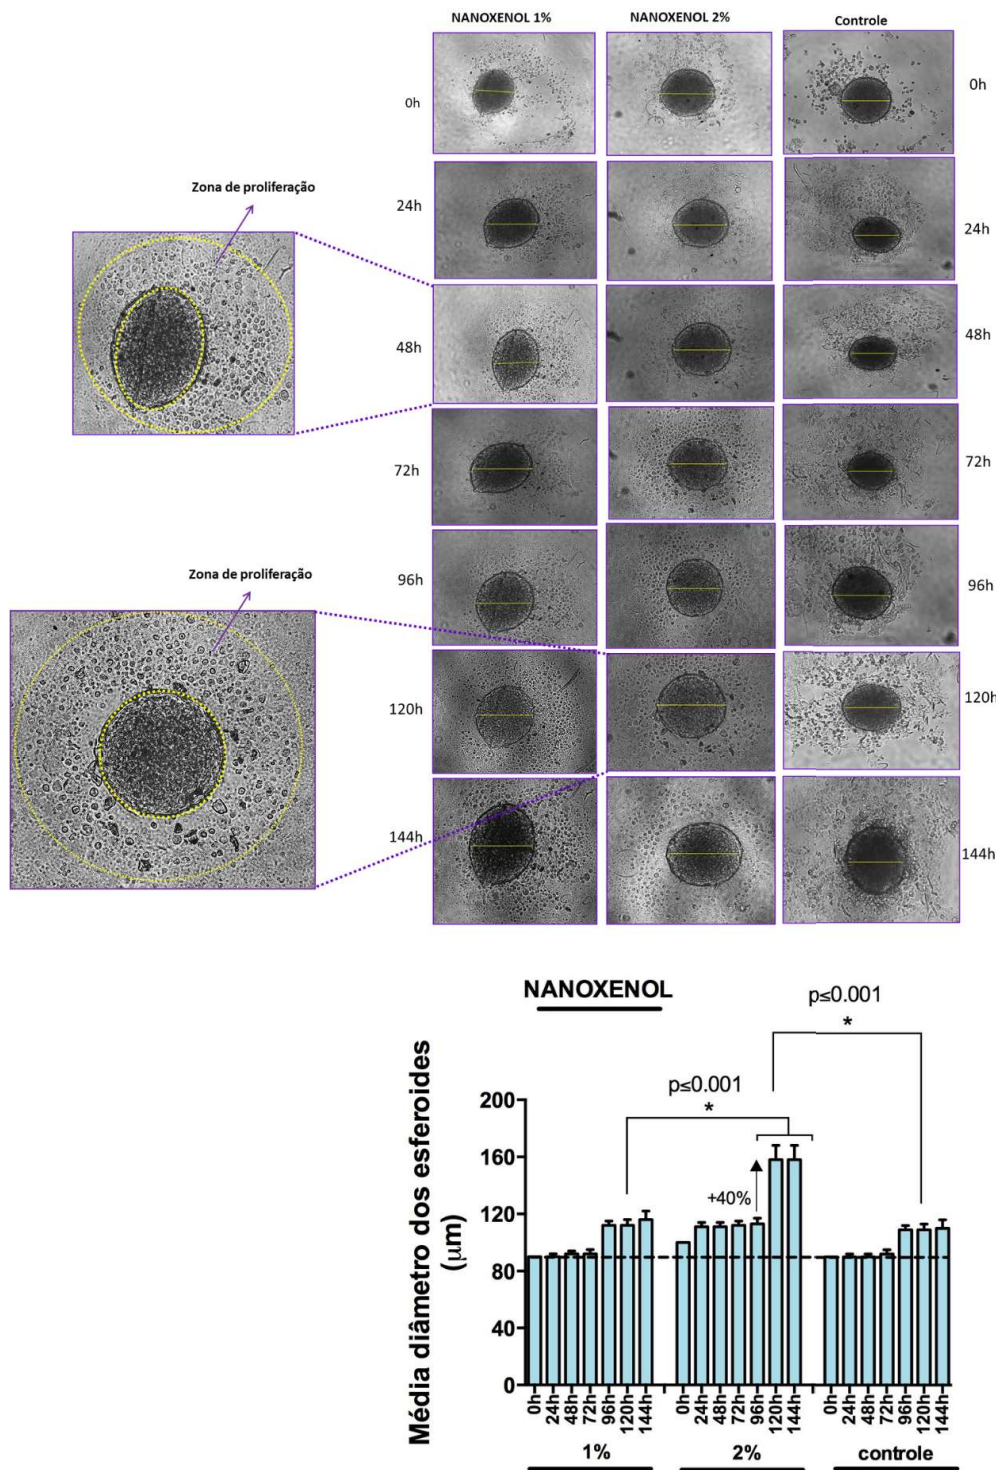 NANOXENOL 1%
NANOXENOL 2%
Controle
0h
0h
24h
24h
Zona de proliferação
48h
48h
72h
72h
96h
96h
Zona de proliferação
120h
120h
144h
144h
NANOXENOL
p≤0.001
*
p≤0.001
*
+40%
Média diâmetro dos esferoides
(μm)
200
160
120
80
40
0
0h 24h 48h 72h 96h 120h 144h
0h 24h 48h 72h 96h 120h 144h
0h 24h 48h 72h 96h 120h 144h
1%
2%
controle